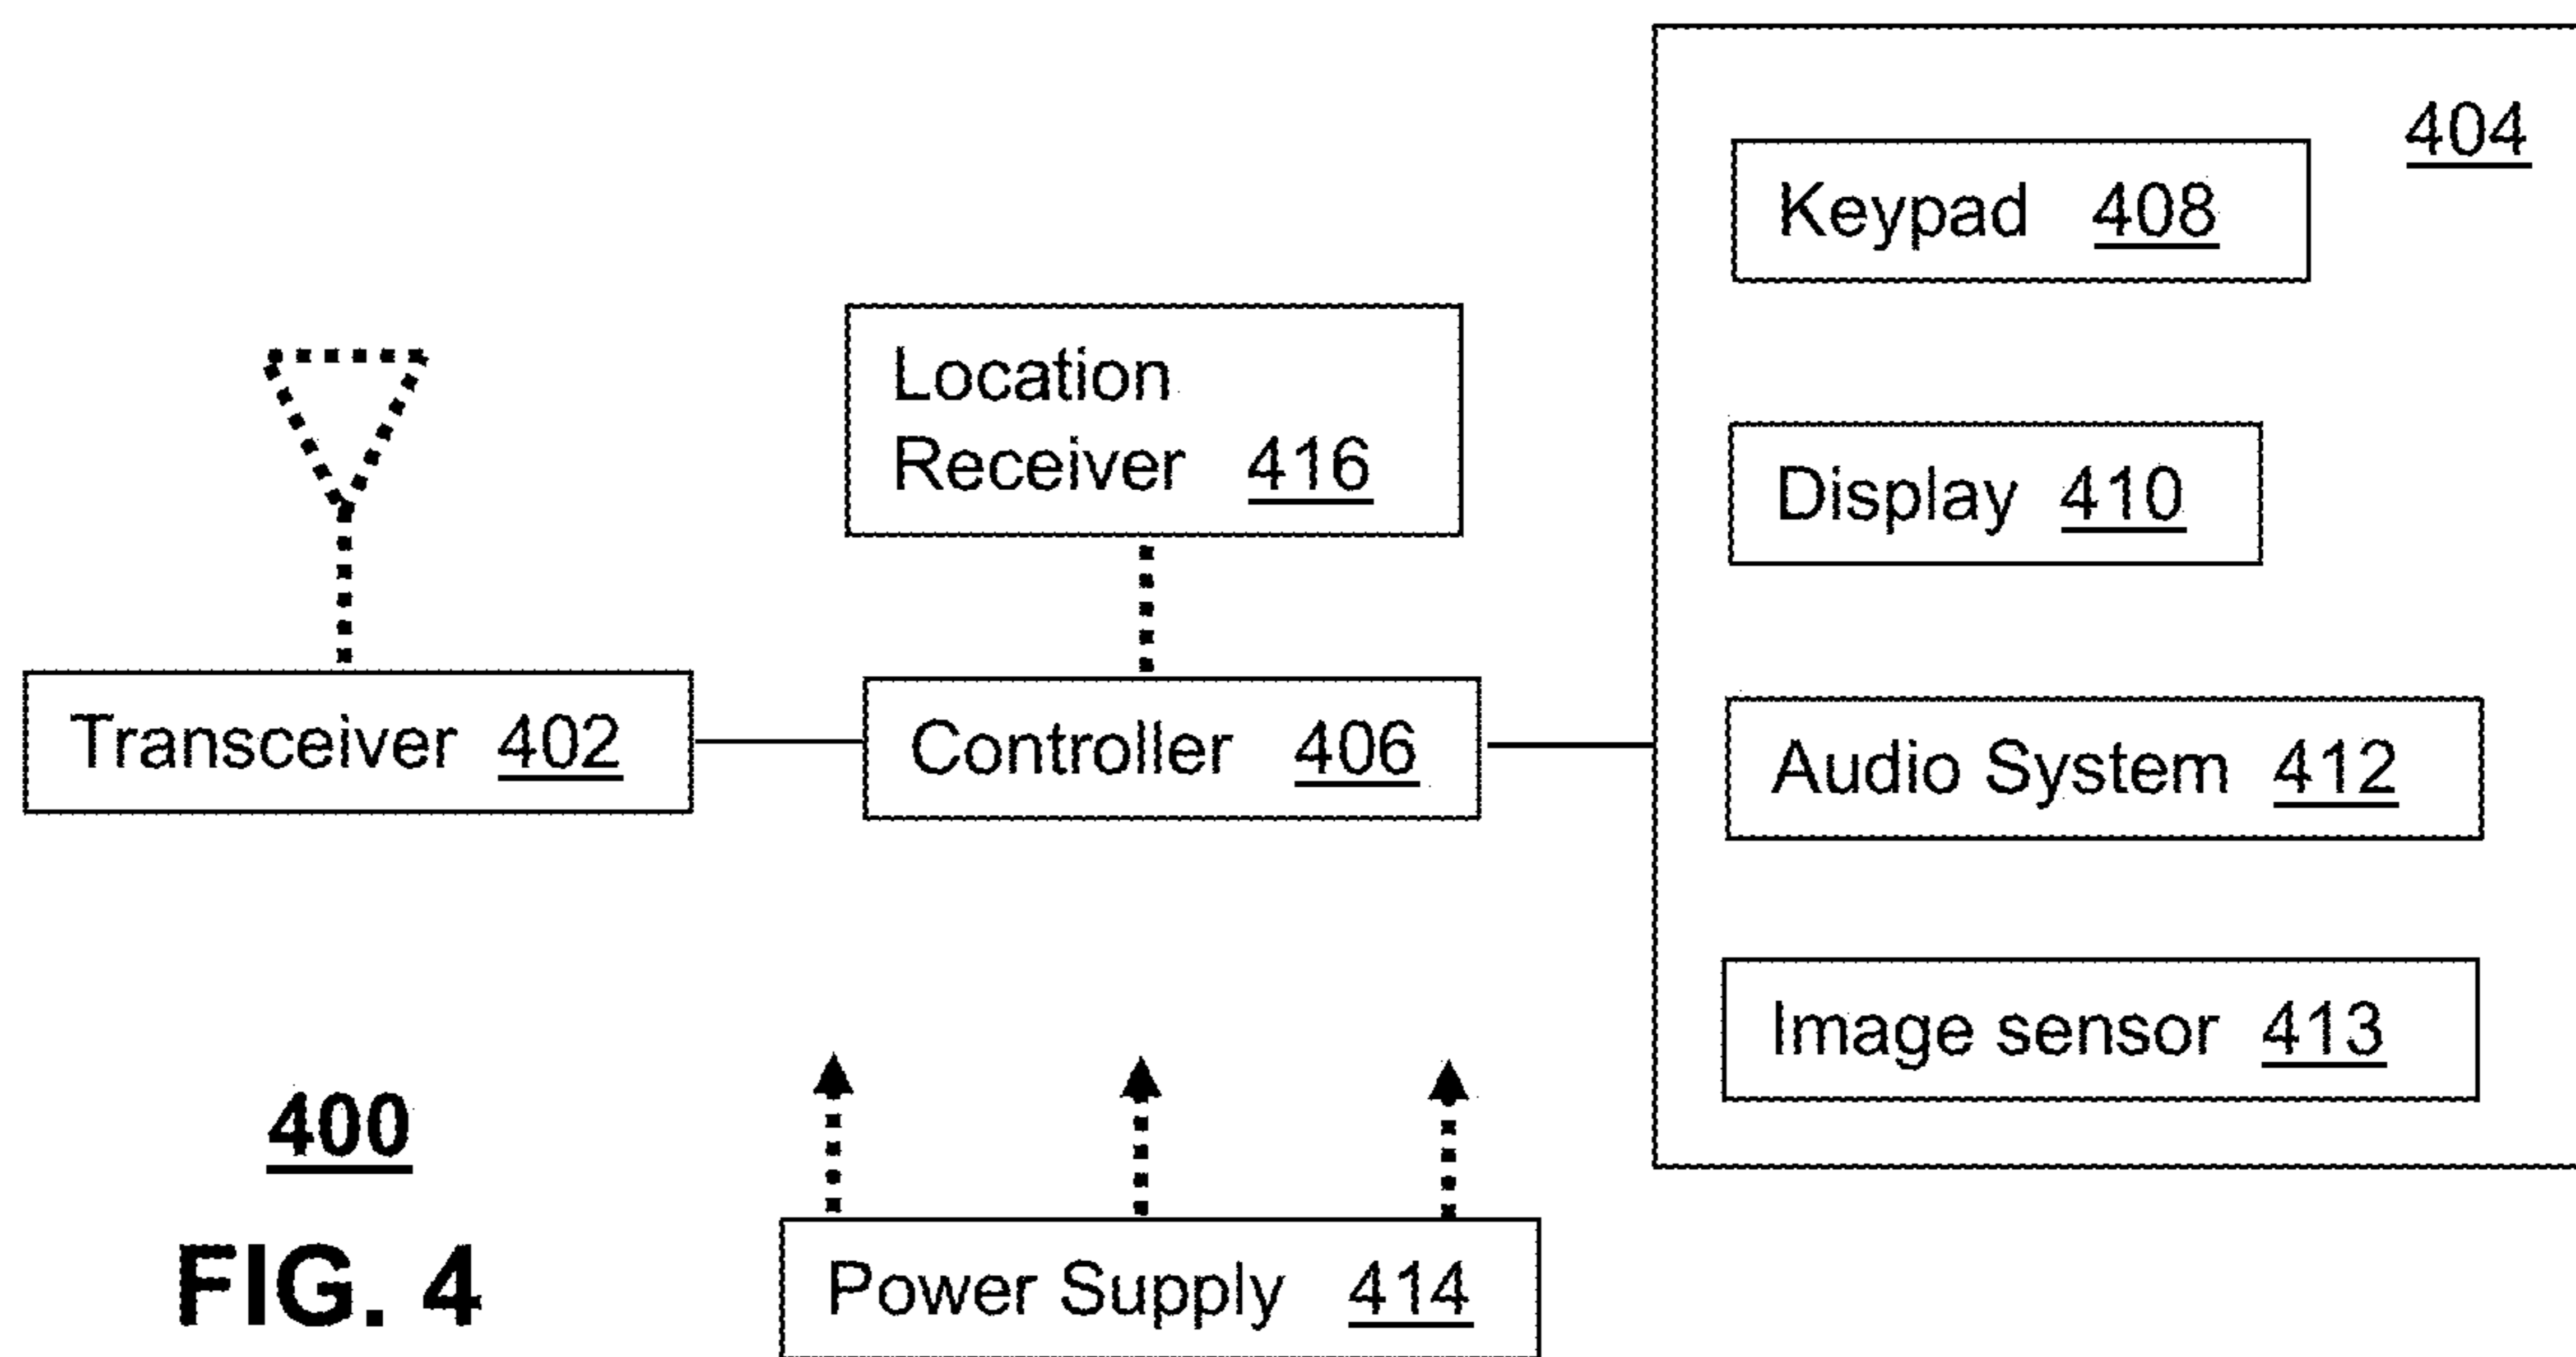 404
Keypad 408
Location
Receiver 416
Display 410
Transceiver 402
Controller 406
Audio System 412
Image sensor 413
400
FIG. 4
Power Supply 414